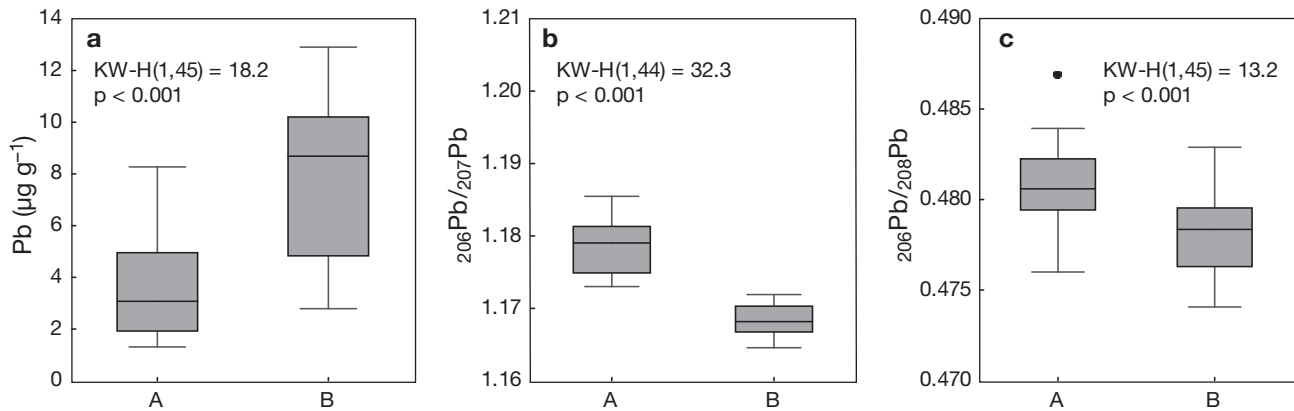 a
KW-H(1,45) = 18.2
p < 0.001
Pb (µg g⁻¹)
14
12
10
8
6
4
2
0
A B
b
KW-H(1,44) = 32.3
p < 0.001
₂₀₆Pb/₂₀₇Pb
1.21
1.20
1.19
1.18
1.17
1.16
A B
c
KW-H(1,45) = 13.2
p < 0.001
₂₀₆Pb/₂₀₈Pb
0.490
0.485
0.480
0.475
0.470
A B